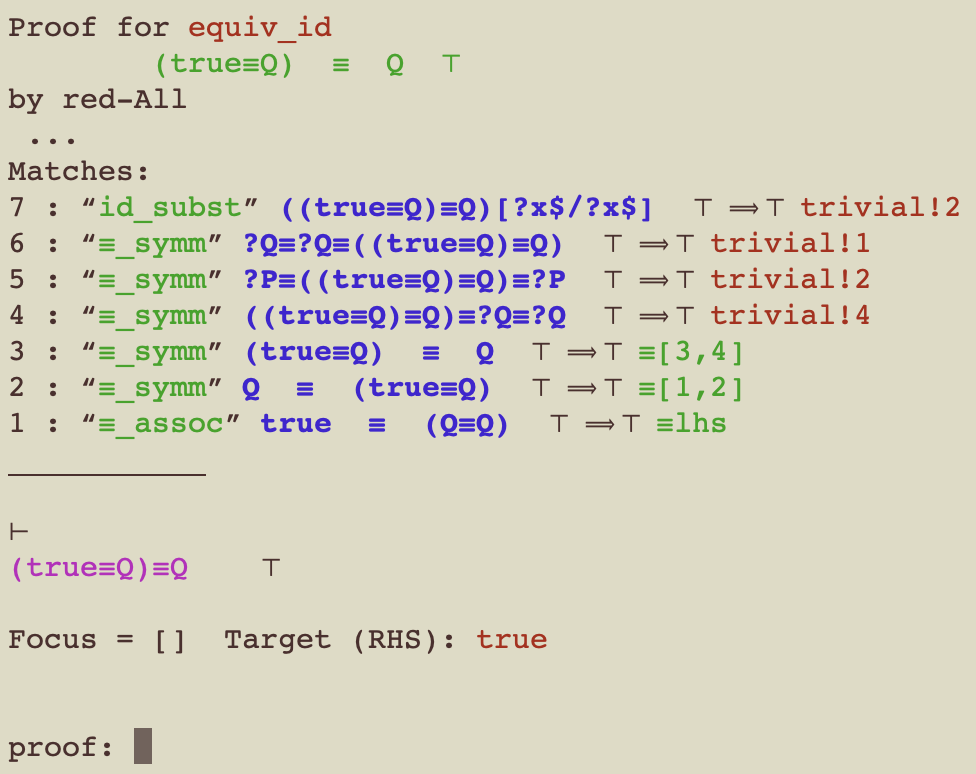 Proof for equiv_id
(true≡Q) ≡ Q ⊤
by red-All
...
Matches:
7 : “id_subst” ((true≡Q)≡Q)[?x$/?x$] ⊤ ⟹⊤ trivial!2
6 : “≡_symm” ?Q≡?Q≡((true≡Q)≡Q) ⊤ ⟹⊤ trivial!1
5 : “≡_symm” ?P≡((true≡Q)≡Q)≡?P ⊤ ⟹⊤ trivial!2
4 : “≡_symm” ((true≡Q)≡Q)≡?Q≡?Q ⊤ ⟹⊤ trivial!4
3 : “≡_symm” (true≡Q) ≡ Q ⊤ ⟹⊤ ≡[3,4]
2 : “≡_symm” Q ≡ (true≡Q) ⊤ ⟹⊤ ≡[1,2]
1 : “≡_assoc” true ≡ (Q≡Q) ⊤ ⟹⊤ ≡lhs
___________
⊢
(true≡Q)≡Q ⊤
Focus = [] Target (RHS): true
proof: